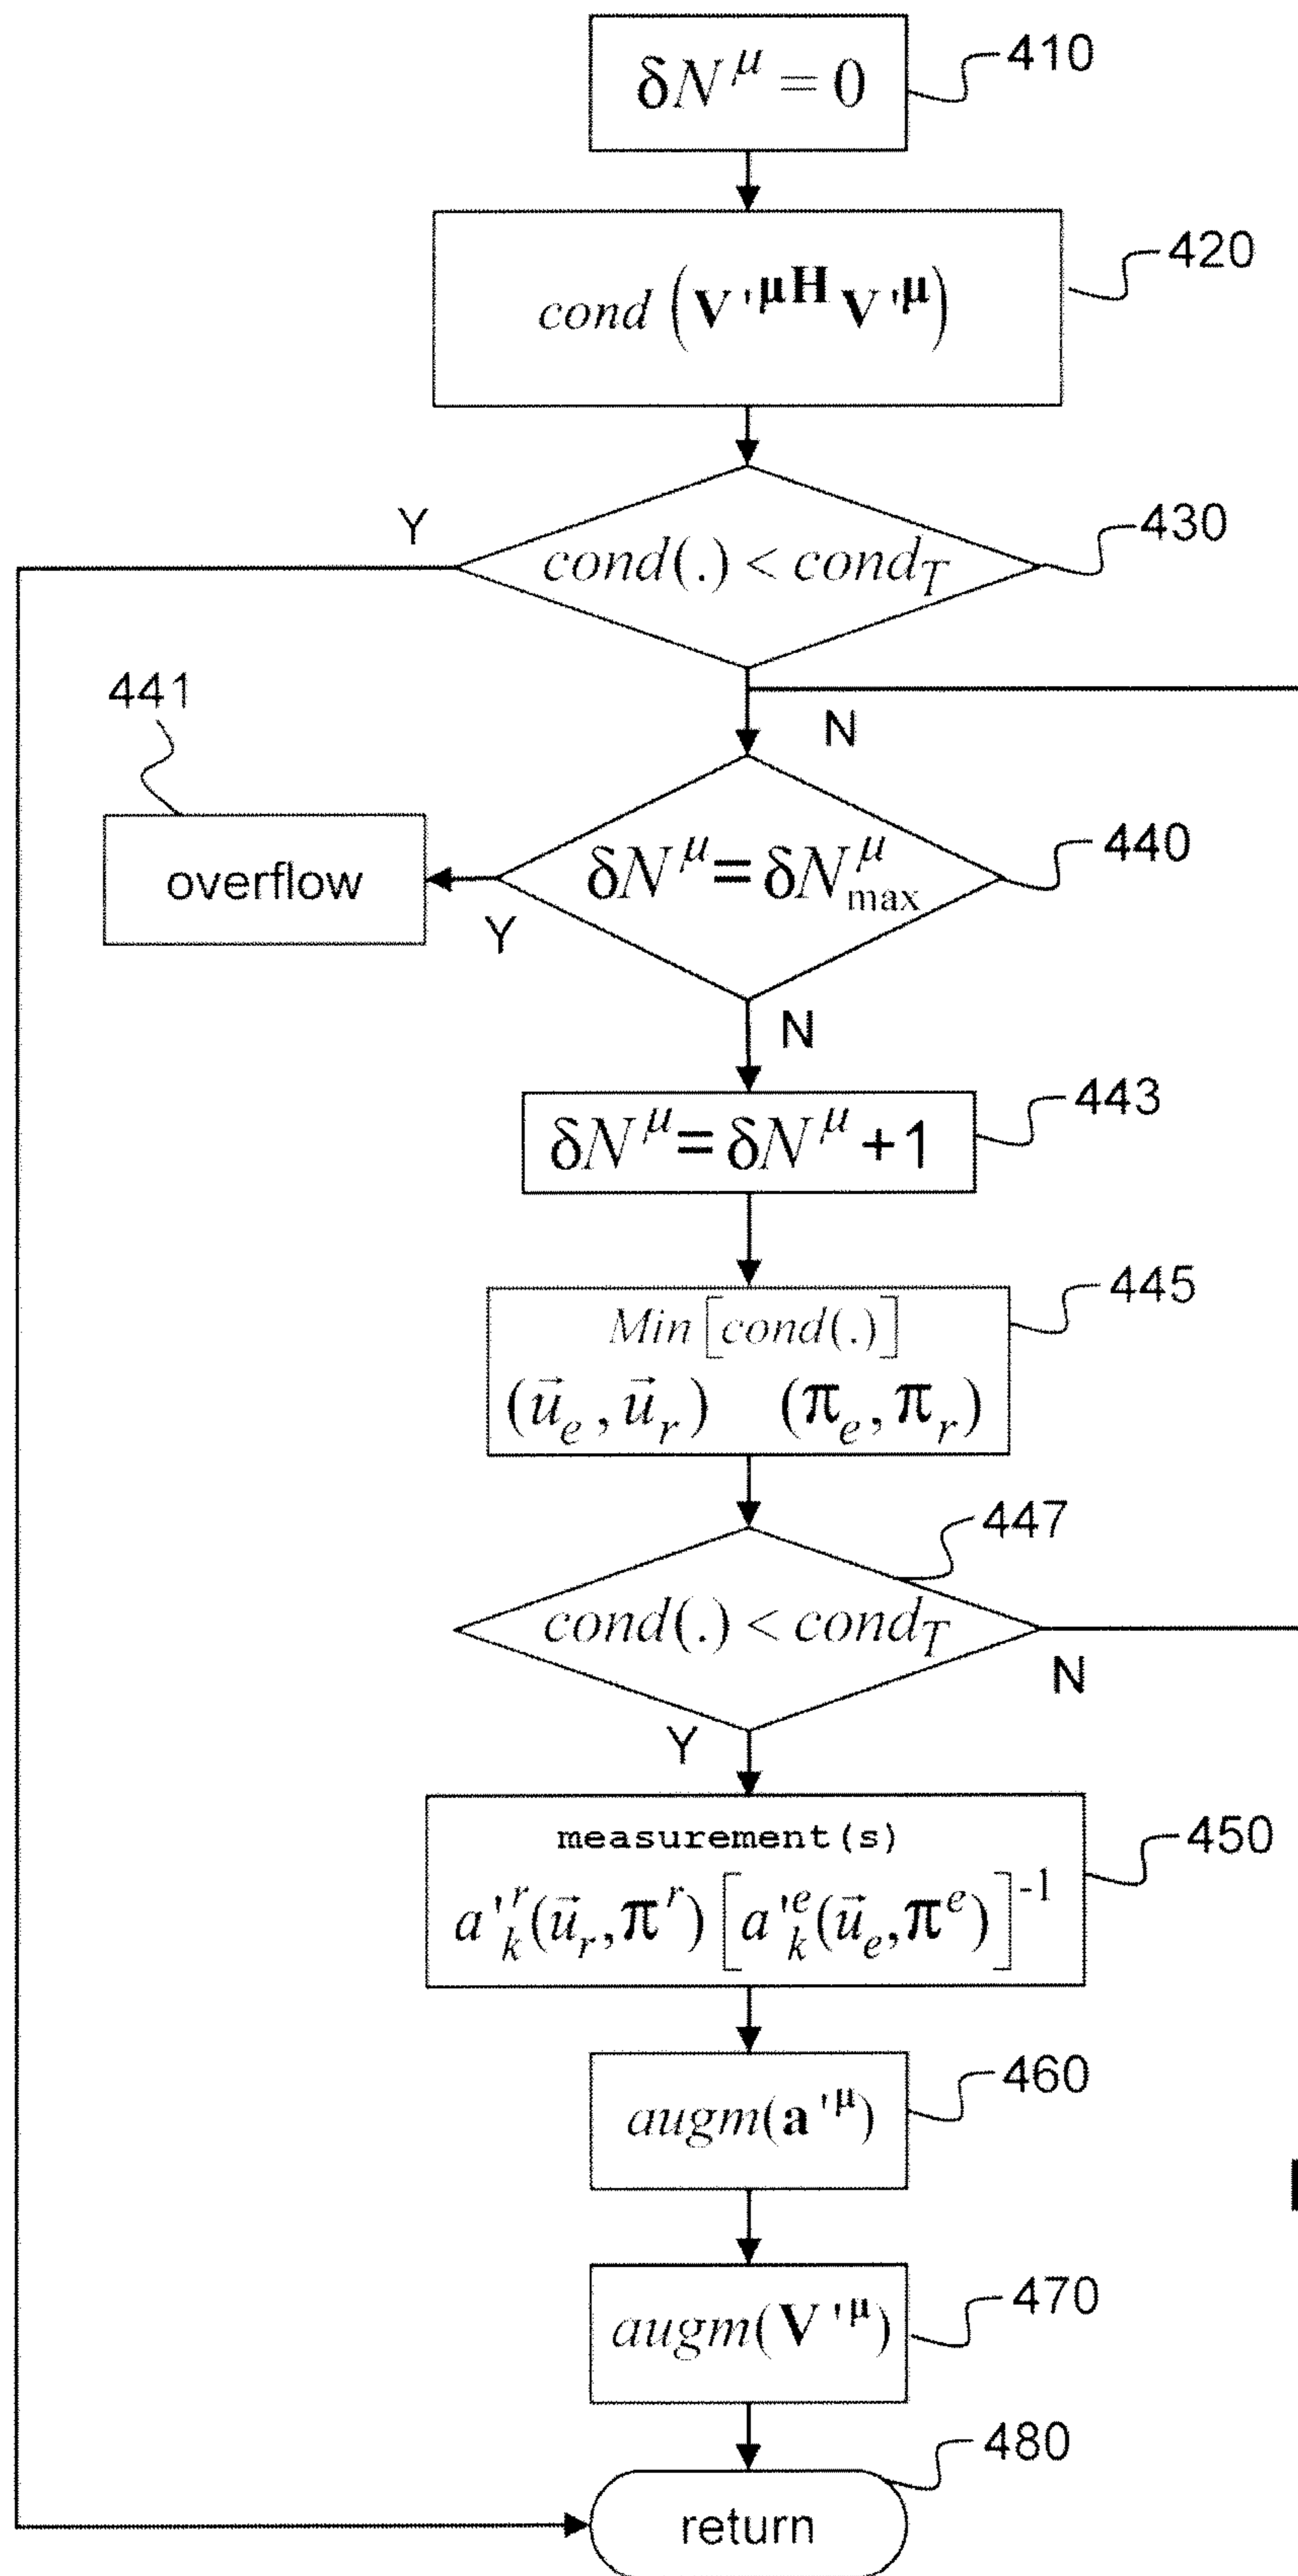 δN^μ = 0
410
cond (V'^μH V'^μ)
420
Y
cond(.) < cond_T
430
441
N
overflow
Y
δN^μ = δN^μ_max
440
N
δN^μ = δN^μ +1
443
Min[cond(.)]
(u⃗_e, u⃗_r) (π_e, π_r)
445
447
cond(.) < cond_T
N
Y
measurement(s)
a'^r_k(u⃗_r, π^r) [a'^e_k(u⃗_e, π^e)]^-1
450
augm(a'^μ)
460
augm(V'^μ)
470
480
return